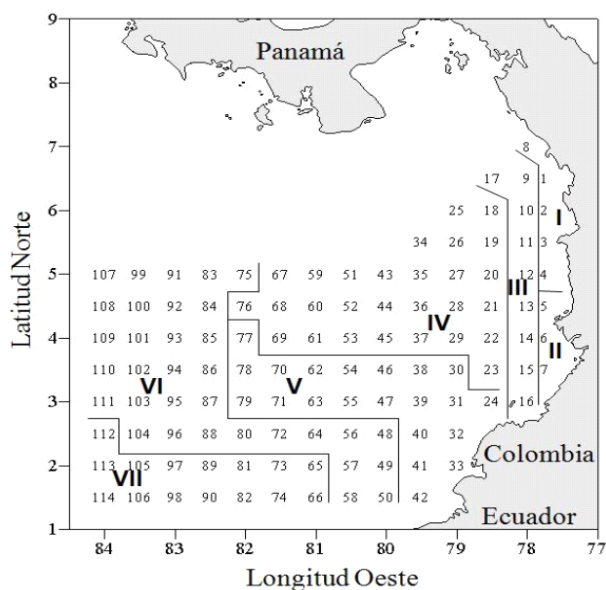 9
Panamá
8
7
8
17 9 1
6
25 18 10 2 I
34 26 19 11 3
5
107 99 91 83 75 67 59 51 43 35 27 20 12 4
III
108 100 92 84 76 68 60 52 44 36 28 21 13 5
IV
4
109 101 93 85 77 69 61 53 45 37 29 22 14 6
II
110 102 94 86 78 70 62 54 46 38 30 23 15 7
VI V
3
111 103 95 87 79 71 63 55 47 39 31 24 16
112 104 96 88 80 72 64 56 48 40 32
Colombia
2
113 105 97 89 81 73 65 57 49 41 33
VII
114 106 98 90 82 74 66 58 50 42
Ecuador
1
84 83 82 81 80 79 78 77
Latitud Norte
Longitud Oeste